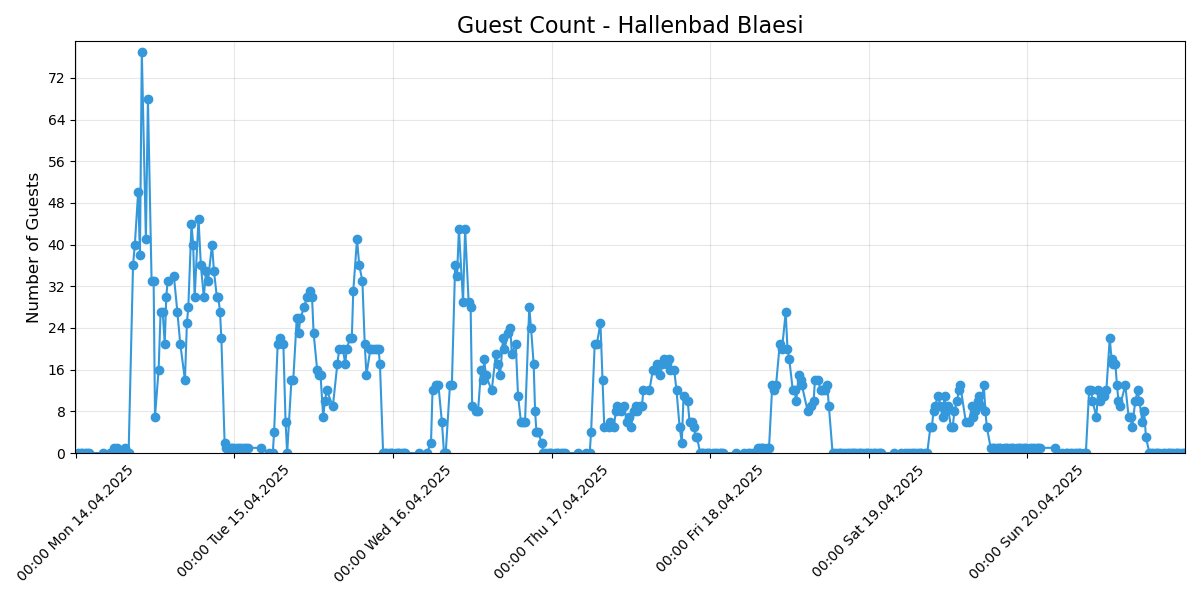 Guest Count - Hallenbad Blaesi
Number of Guests
72
64
56
48
40
32
24
16
8
0
00:00 Mon 14.04.2025
00:00 Tue 15.04.2025
00:00 Wed 16.04.2025
00:00 Thu 17.04.2025
00:00 Fri 18.04.2025
00:00 Sat 19.04.2025
00:00 Sun 20.04.2025